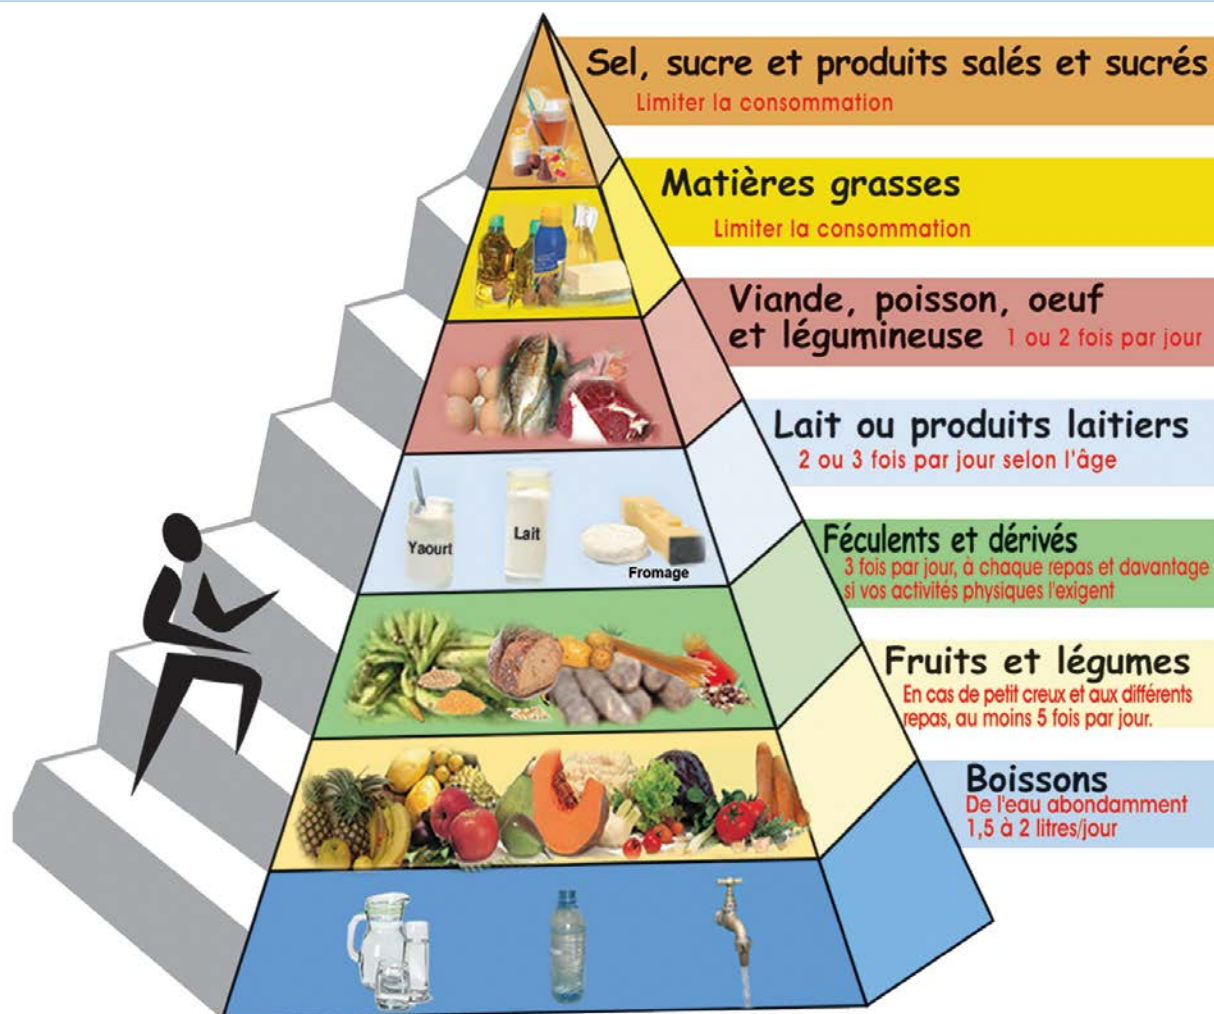 Sel, sucre et produits salés et sucrés
Limiter la consommation
Matières grasses
Limiter la consommation
Viande, poisson, oeuf
et légumineuse 1 ou 2 fois par jour
Lait ou produits laitiers
2 ou 3 fois par jour selon l'âge
Yaourt
Lait
Fromage
Féculents et dérivés
3 fois par jour, à chaque repas et davantage
si vos activités physiques l'exigent
Fruits et légumes
En cas de petit creux et aux différents
repas, au moins 5 fois par jour.
Boissons
De l'eau abondamment
1,5 à 2 litres/jour